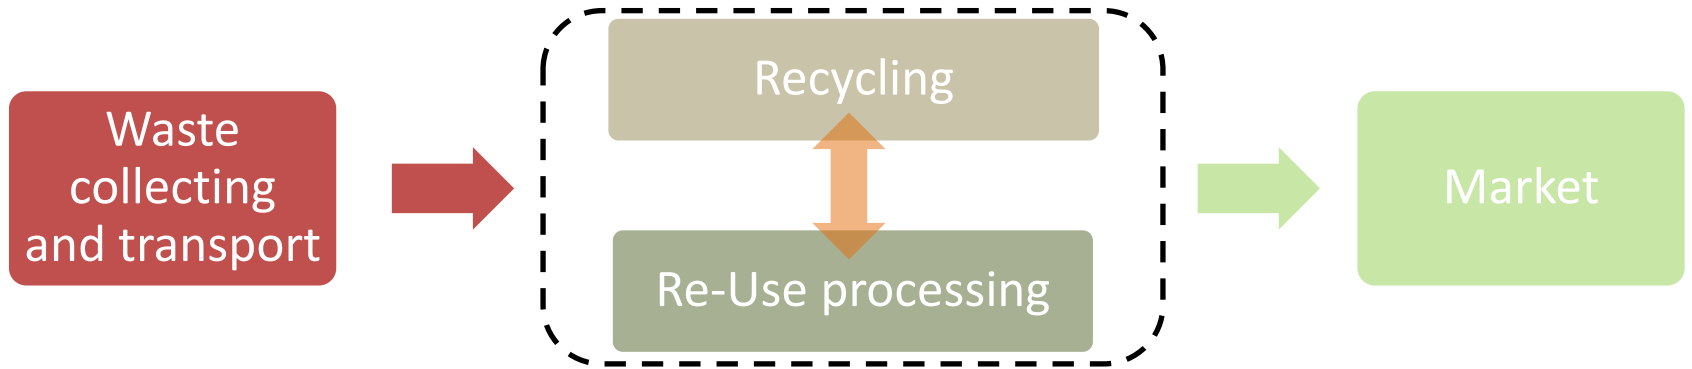 Waste
collecting
and transport
Recycling
Re-Use processing
Market